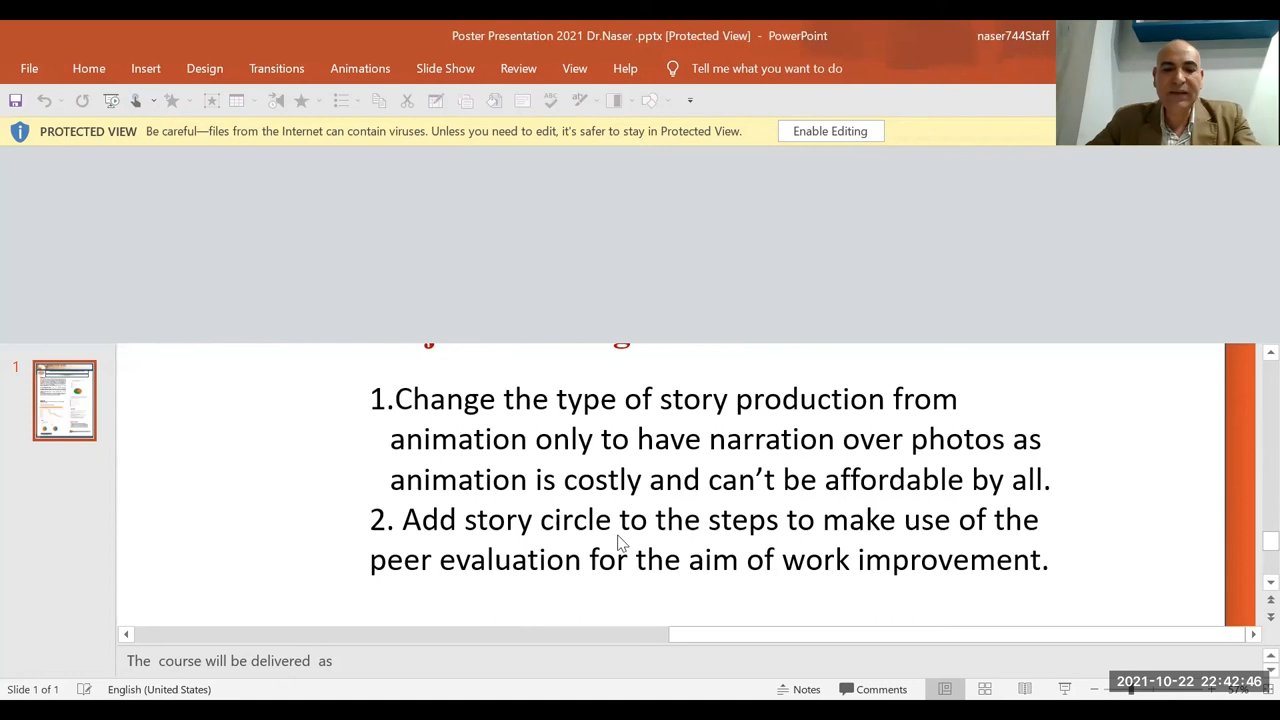 Poster Presentation 2021 Dr.Naser .pptx [Protected View] - PowerPoint
naser744Staff
File Home Insert Design Transitions Animations Slide Show Review View Help Tell me what you want to do
PROTECTED VIEW Be careful—files from the Internet can contain viruses. Unless you need to edit, it's safer to stay in Protected View. Enable Editing
1
1.Change the type of story production from
animation only to have narration over photos as
animation is costly and can't be affordable by all.
2. Add story circle to the steps to make use of the
peer evaluation for the aim of work improvement.
The course will be delivered as
Slide 1 of 1 English (United States) Notes Comments 57%
2021-10-22 22:42:46